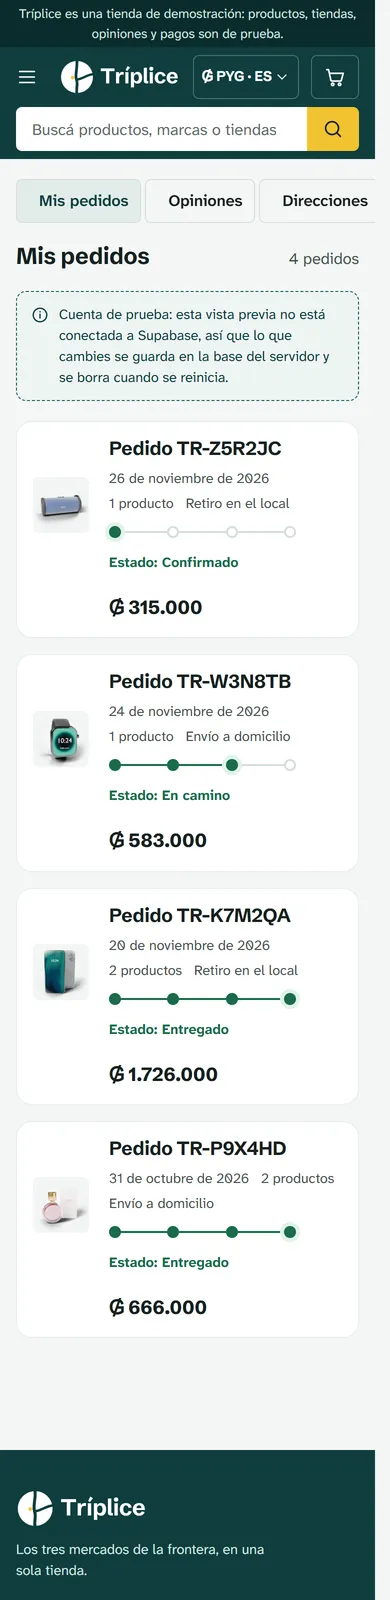 Tríplice es una tienda de demostración: productos, tiendas,
opiniones y pagos son de prueba.
Tríplice
₲ PYG · ES
Buscá productos, marcas o tiendas
Mis pedidos
Opiniones
Direcciones
Mis pedidos
4 pedidos
Cuenta de prueba: esta vista previa no está
conectada a Supabase, así que lo que
cambies se guarda en la base del servidor y
se borra cuando se reinicia.
Pedido TR-Z5R2JC
26 de noviembre de 2026
1 producto Retiro en el local
Estado: Confirmado
₲ 315.000
Pedido TR-W3N8TB
24 de noviembre de 2026
1 producto Envío a domicilio
10:24
Estado: En camino
₲ 583.000
Pedido TR-K7M2QA
20 de noviembre de 2026
2 productos Retiro en el local
Estado: Entregado
₲ 1.726.000
Pedido TR-P9X4HD
31 de octubre de 2026 2 productos
Envío a domicilio
Estado: Entregado
₲ 666.000
Tríplice
Los tres mercados de la frontera, en una
sola tienda.